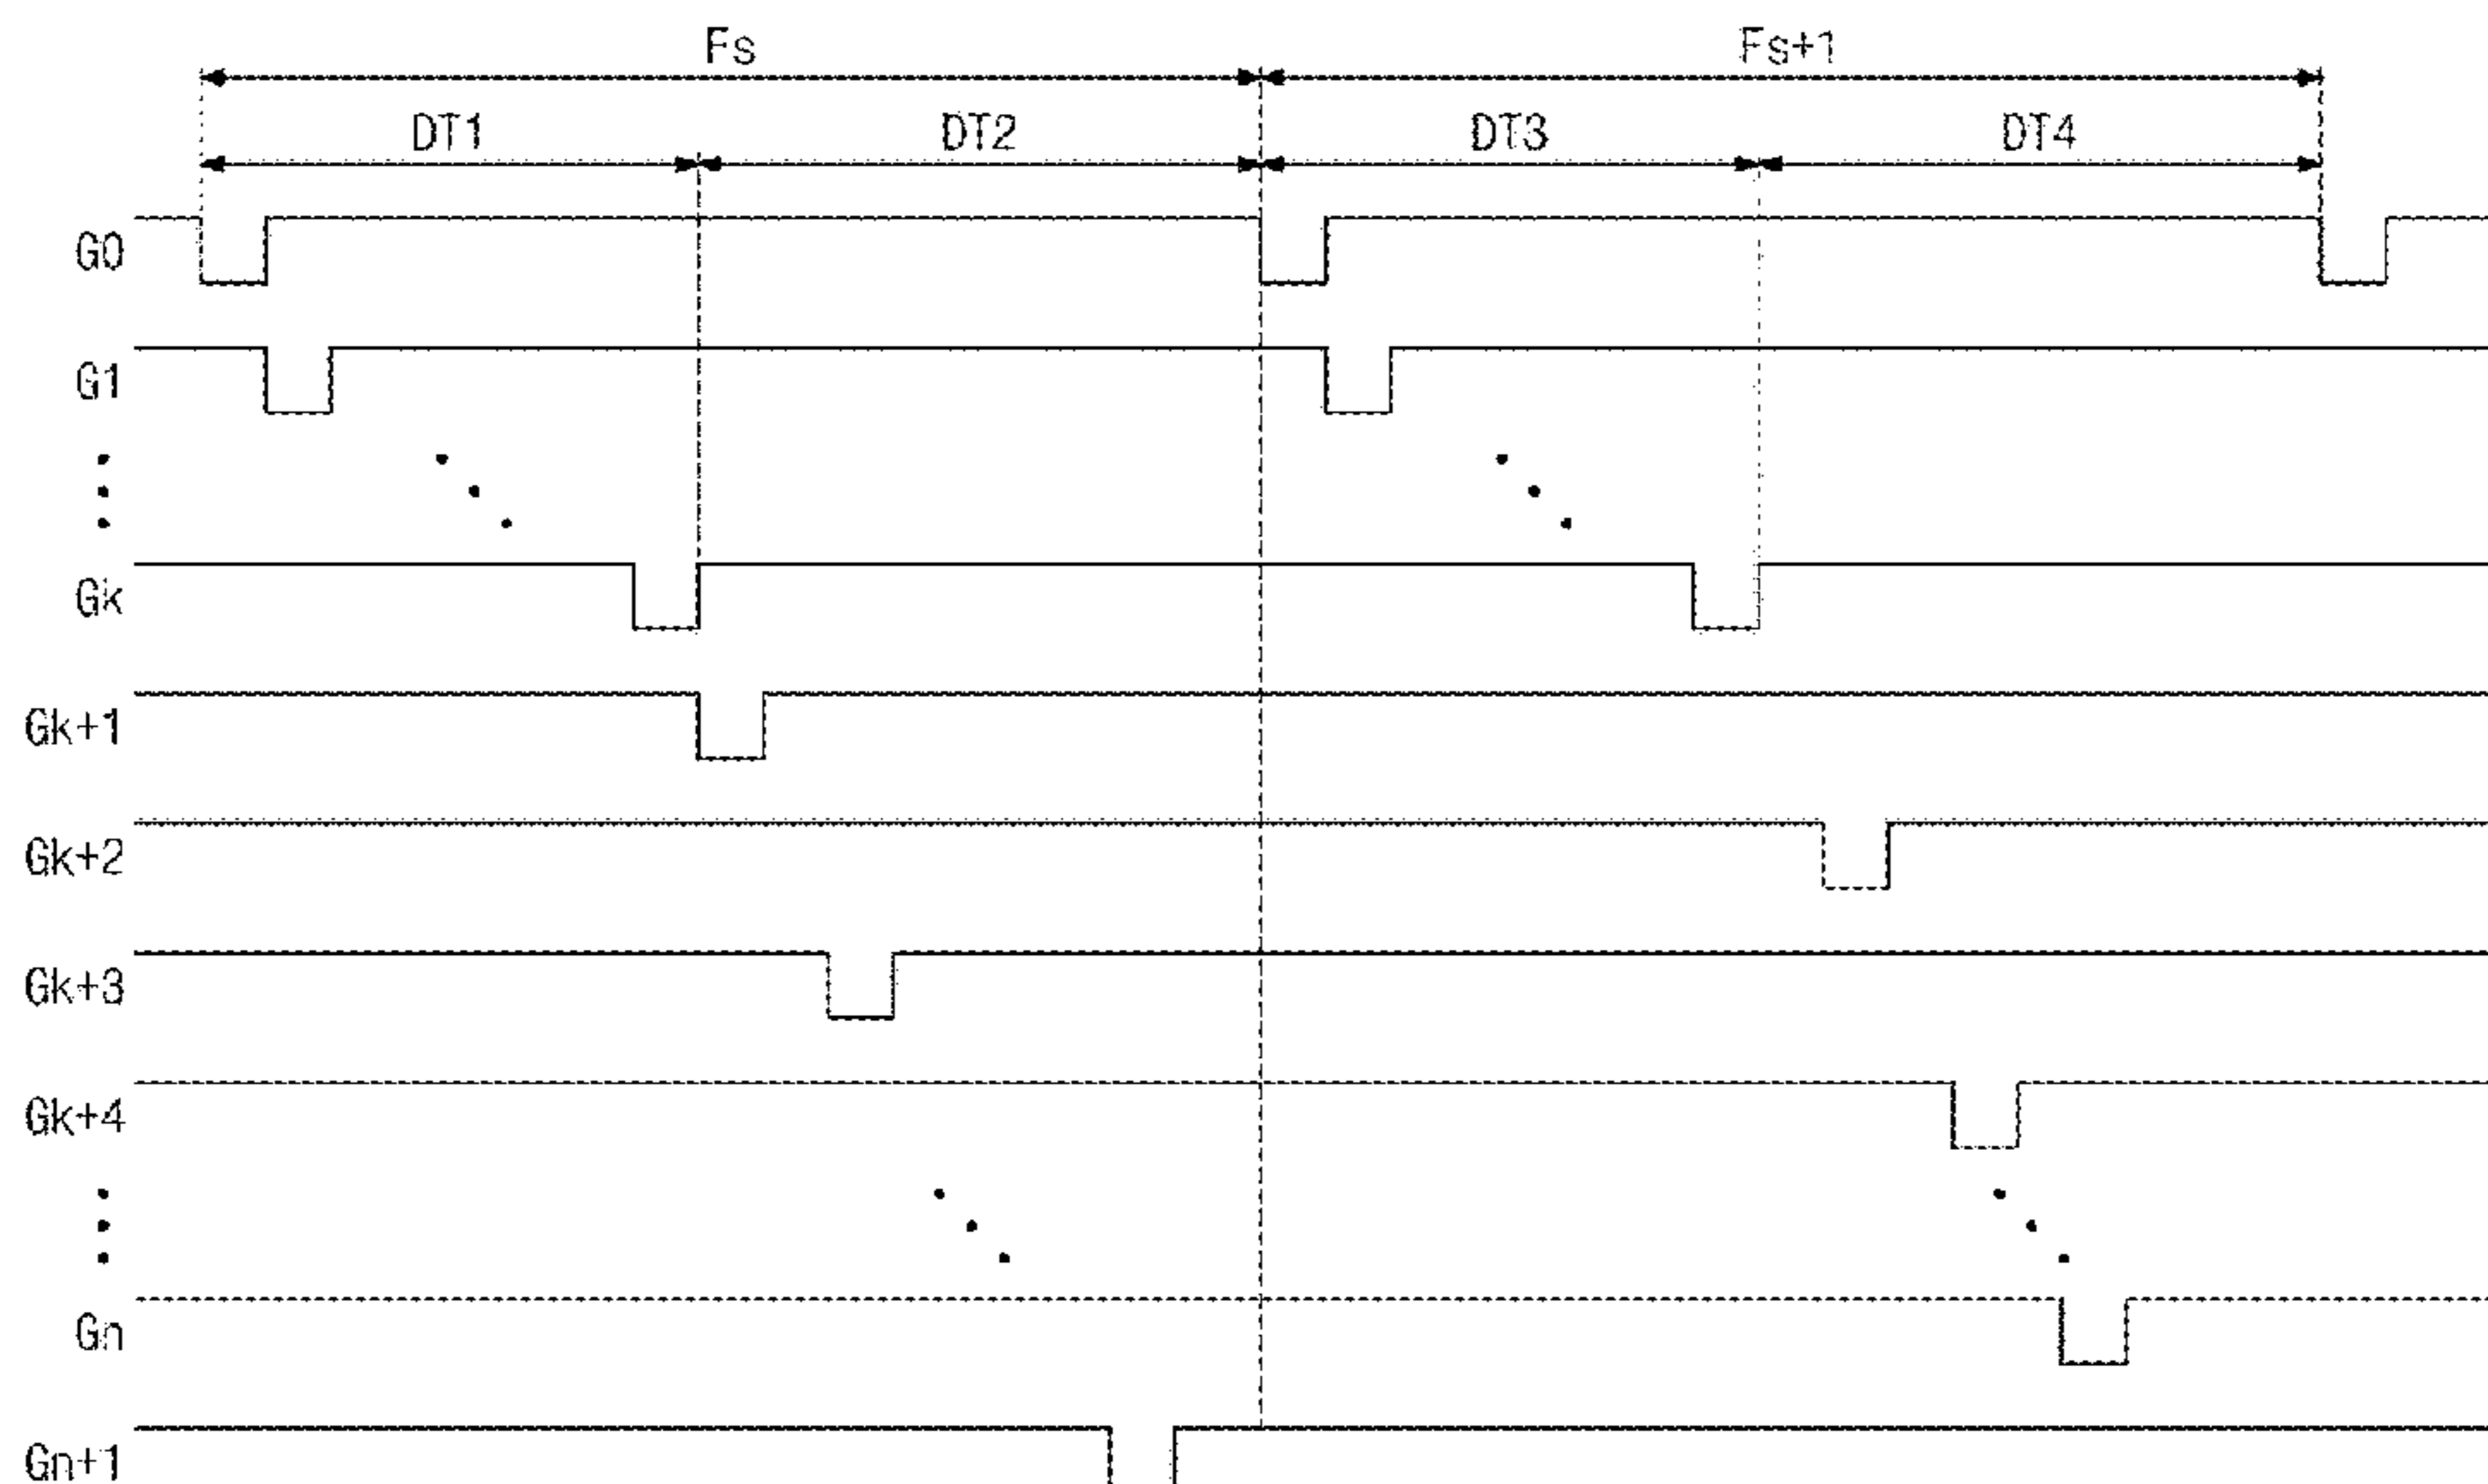 Fs Fs+1
DT1 DT2 DT3 DT4
G0
G1
Gk
Gk+1
Gk+2
Gk+3
Gk+4
Gn
Gn+1